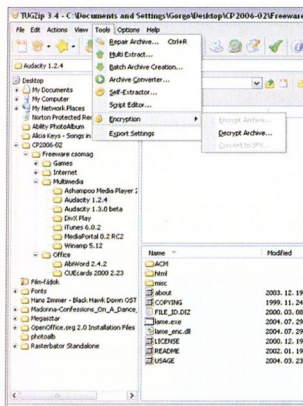 TUGZip 3.4 - C:\Documents and Settings\Gorgo\Desktop\CP2006-02\Freeware
File Edit Actions View Tools Options Help
Repair Archive... Ctrl+R
Multi Extract...
Batch Archive Creation...
Archive Converter...
Self-Extractor...
Script Editor...
Encryption
Export Settings
Encrypt Archive...
Decrypt Archive...
Convert to SFX...
Audacity 1.2.4
Desktop
My Documents
My Computer
My Network Places
Norton Protected Rec
Ability PhotoAlbum
Alicia Keys - Songs in
CP2006-02
Freeware csomag
Games
Internet
Multimedia
Ashampoo Media Player
Audacity 1.2.4
Audacity 1.3.0 beta
DivX Play
iTunes 6.0.2
MediaPortal 0.2 RC2
Winamp 5.12
Office
AbiWord 2.4.2
CUEcards 2000 2.23
Film-fádok
Fonts
Hans Zimmer - Black Hawk Down OST
Madonna-Confessions_On_A_Dance_
Megasztar
OpenOffice.org 2.0 Installation Files
photoalb
Rasterbator Standalone
Name Modified
ACM
html
misc
about 2003. 12. 19
COPYING 1999. 11. 24
FILE_ID.DIZ 2000. 03. 08
lame.exe 2004. 07. 29
lame_enc.dll 2004. 07. 29
LICENSE 2000. 12. 19
README 2002. 01. 19
USAGE 2004. 03. 23